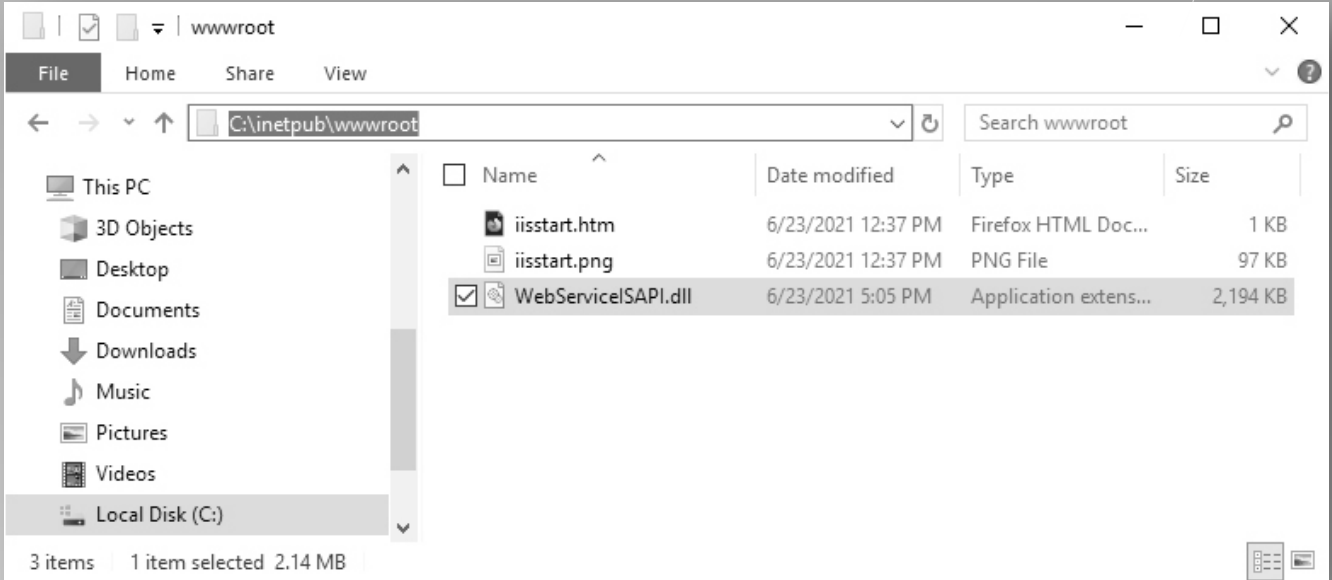 wwwroot
File Home Share View
C:\inetpub\wwwroot Search wwwroot
Name Date modified Type Size
This PC
3D Objects
Desktop
Documents
Downloads
Music
Pictures
Videos
Local Disk (C:)
iisstart.htm 6/23/2021 12:37 PM Firefox HTML Doc... 1 KB
iisstart.png 6/23/2021 12:37 PM PNG File 97 KB
WebServiceISAPI.dll 6/23/2021 5:05 PM Application extens... 2,194 KB
3 items 1 item selected 2.14 MB